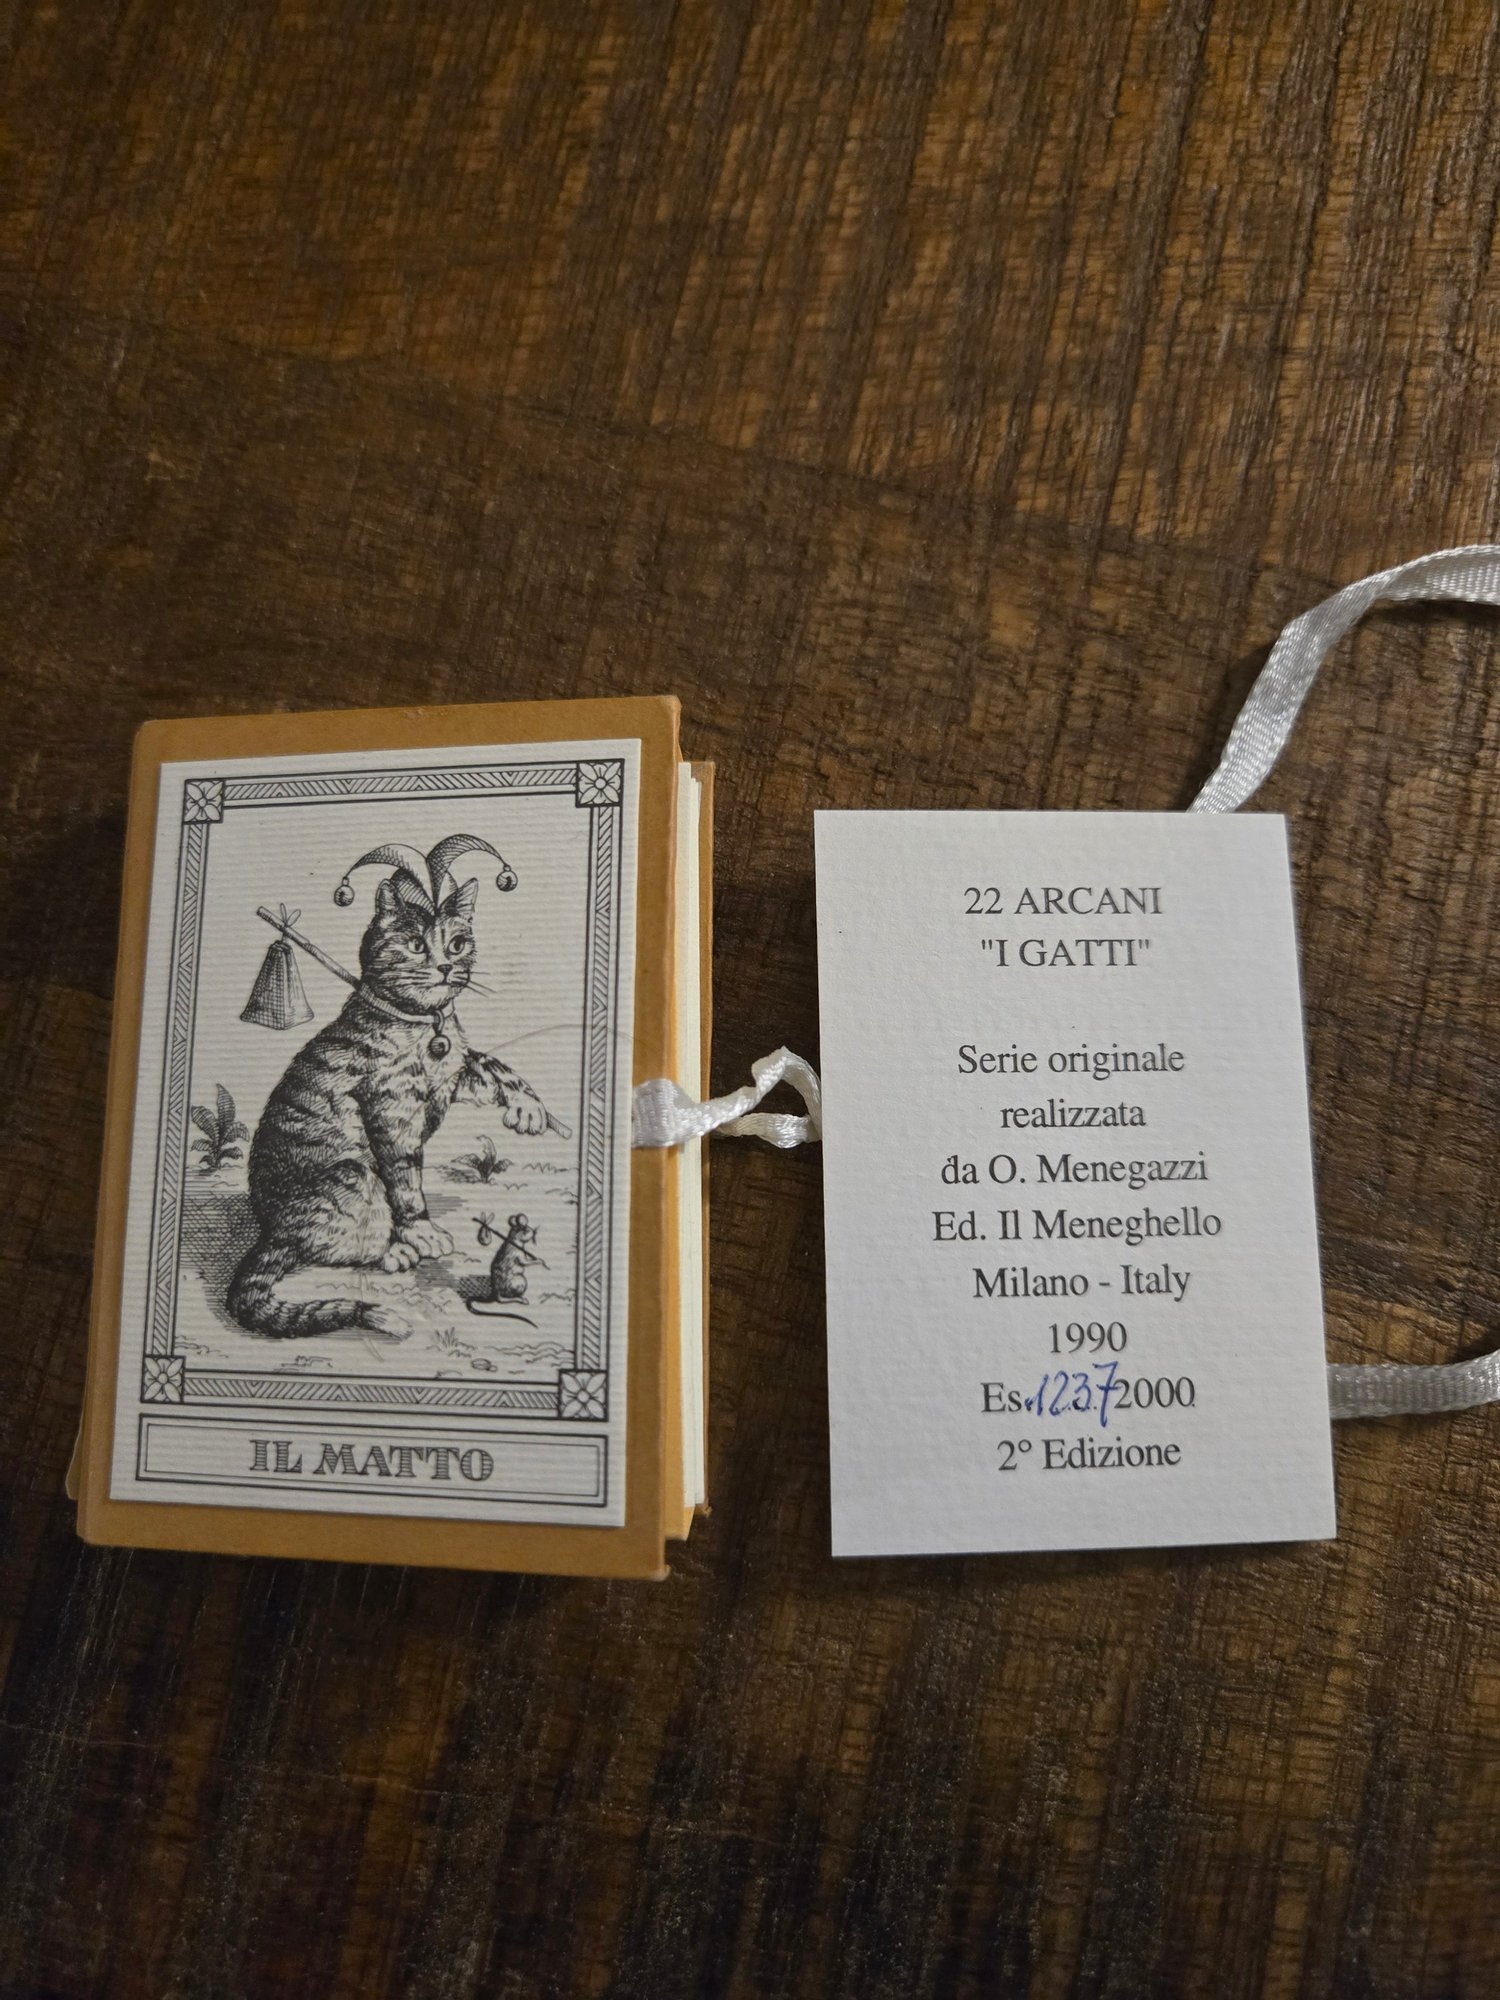 IL MATTO
22 ARCANI
"I GATTI"
Serie originale
realizzata
da O. Menegazzi
Ed. Il Meneghello
Milano - Italy
1990
Es.1237 2000
2° Edizione